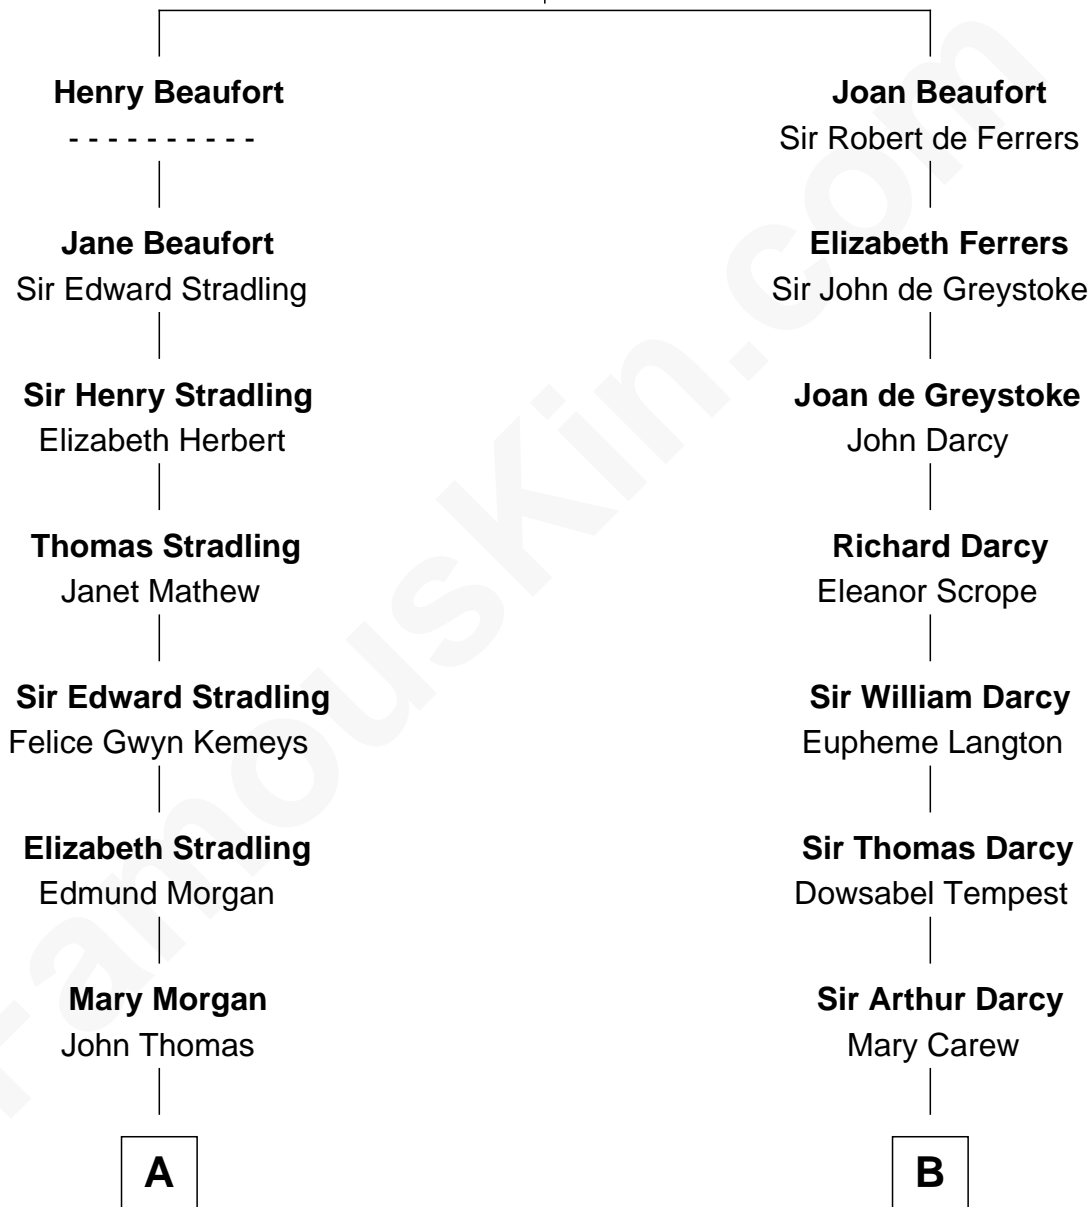 Henry Beaufort
- - - - - - - - - -
Jane Beaufort
Sir Edward Stradling
Sir Henry Stradling
Elizabeth Herbert
Thomas Stradling
Janet Mathew
Sir Edward Stradling
Felice Gwyn Kemeys
Elizabeth Stradling
Edmund Morgan
Mary Morgan
John Thomas
A
Joan Beaufort
Sir Robert de Ferrers
Elizabeth Ferrers
Sir John de Greystoke
Joan de Greystoke
John Darcy
Richard Darcy
Eleanor Scrope
Sir William Darcy
Eupheme Langton
Sir Thomas Darcy
Dowsabel Tempest
Sir Arthur Darcy
Mary Carew
B
FamousKin.com